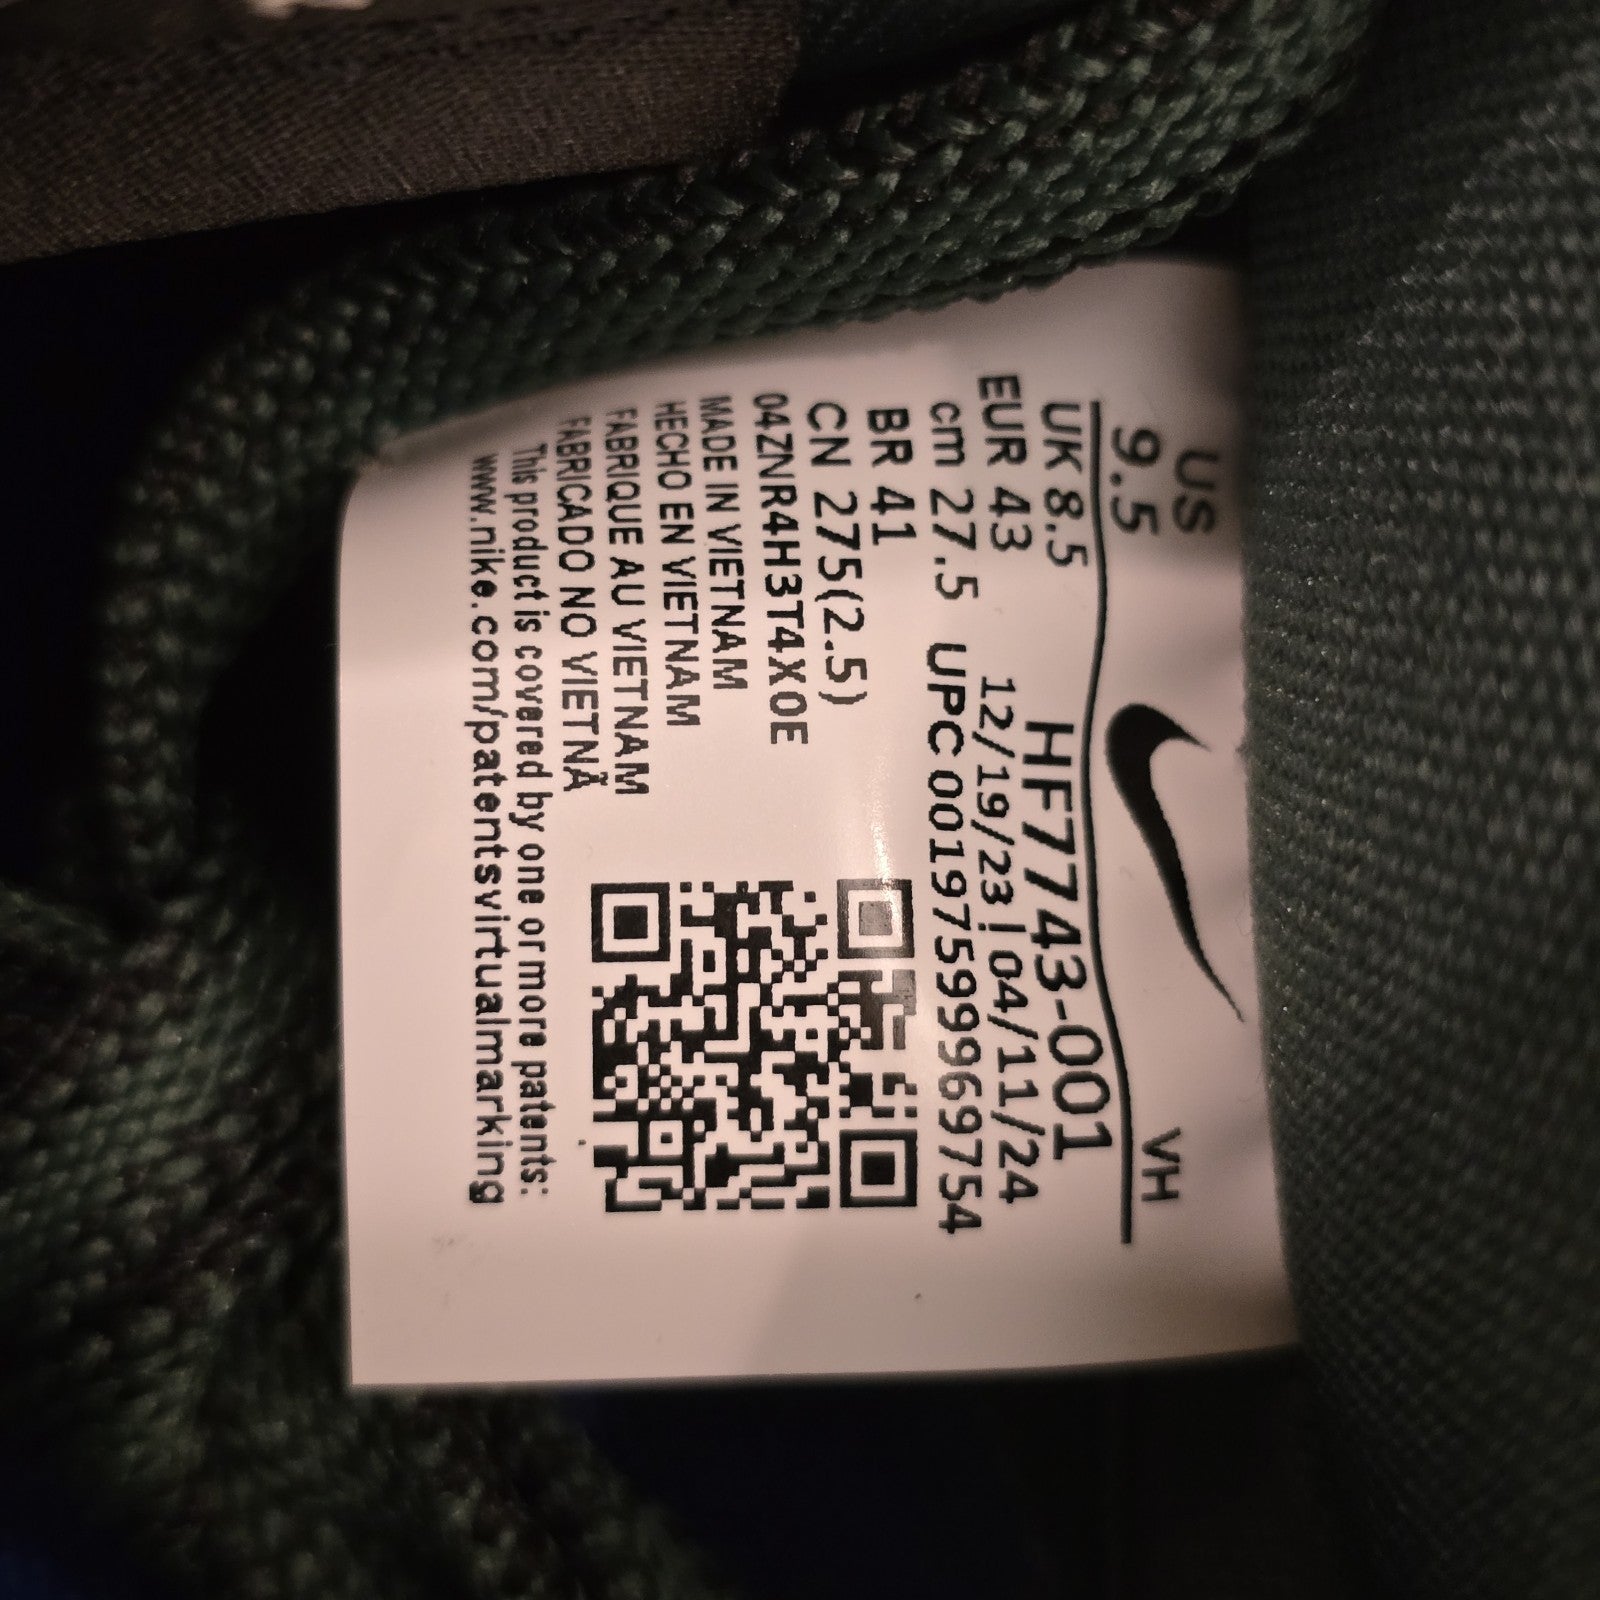 US
9.5
VH
UK 8.5
HF7743-001
EUR 43
12/19/23 | 04/11/24
cm 27.5
UPC 00197599969754
BR 41
CN 275(2.5)
04ZNR4H3T4X0E
MADE IN VIETNAM
HECHO EN VIETNAM
FABRIQUE AU VIETNAM
FABRICADO NO VIETNÃ
This product is covered by one or more patents:
www.nike.com/patentsvirtualmarking